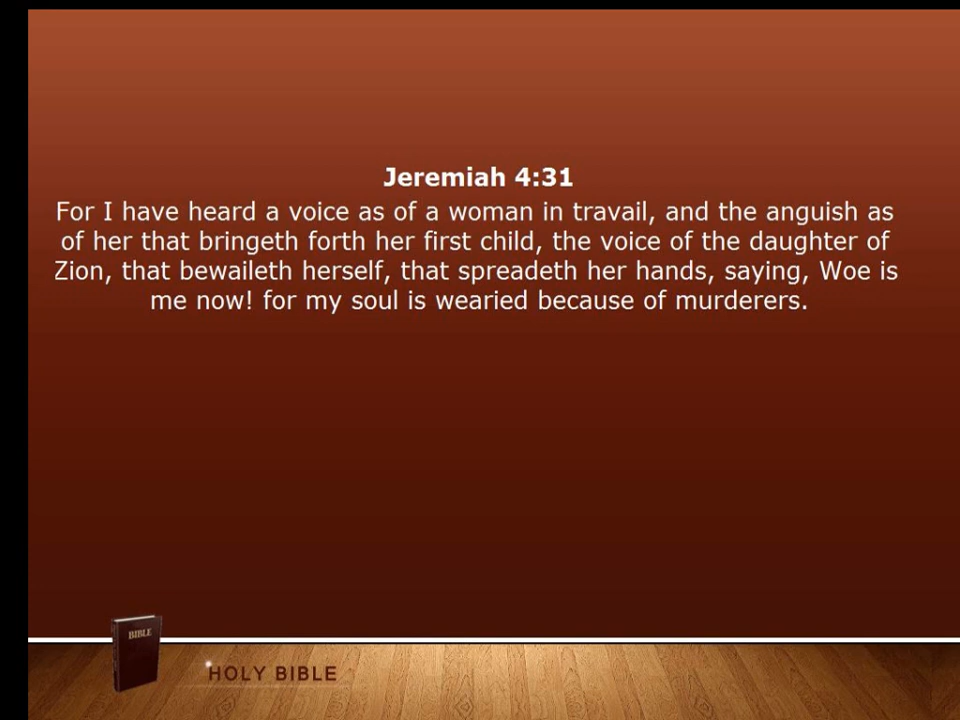 Jeremiah 4:31
For I have heard a voice as of a woman in travail, and the anguish as
of her that bringeth forth her first child, the voice of the daughter of
Zion, that bewaileth herself, that spreadeth her hands, saying, Woe is
me now! for my soul is wearied because of murderers.
BIBLE
HOLY BIBLE